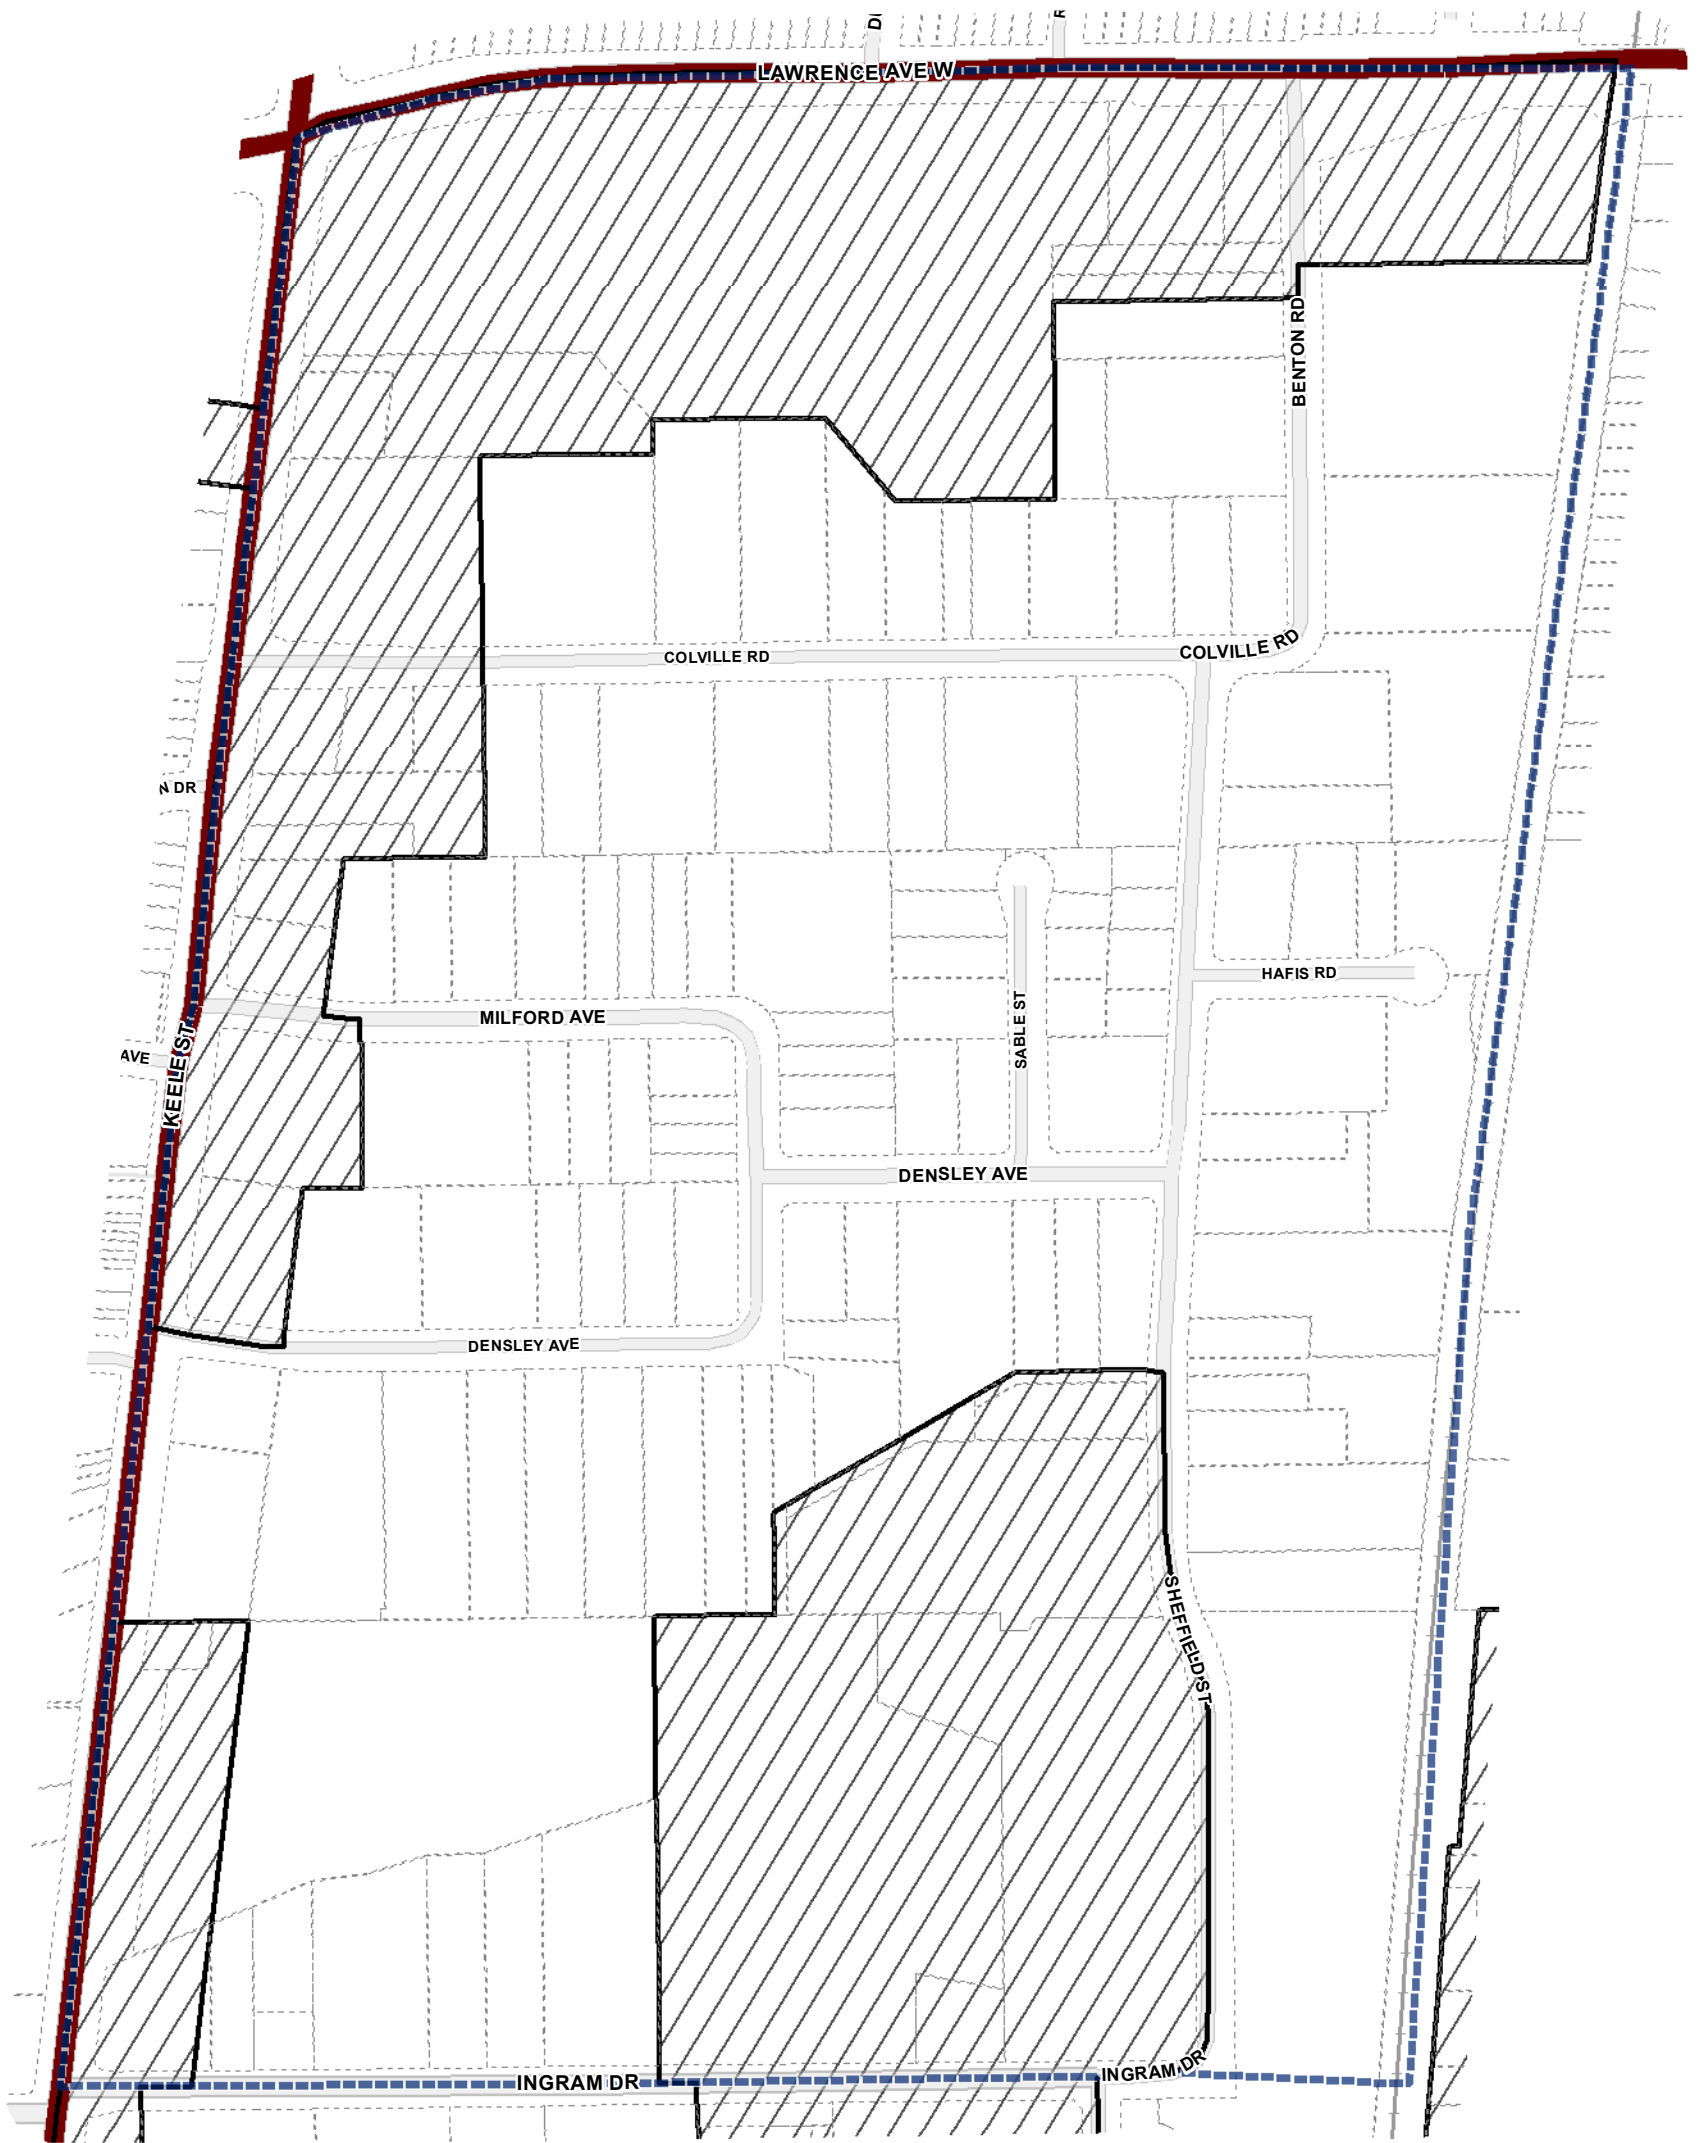 LAWRENCE AVE W
BENTON RD
COLVILLE RD
COLVILLE RD
N DR
HAFIS RD
MILFORD AVE
SABLE ST
AVE
KEELE ST
DENSLEY AVE
DENSLEY AVE
SHEFFIELD ST
INGRAM DR
INGRAM DR